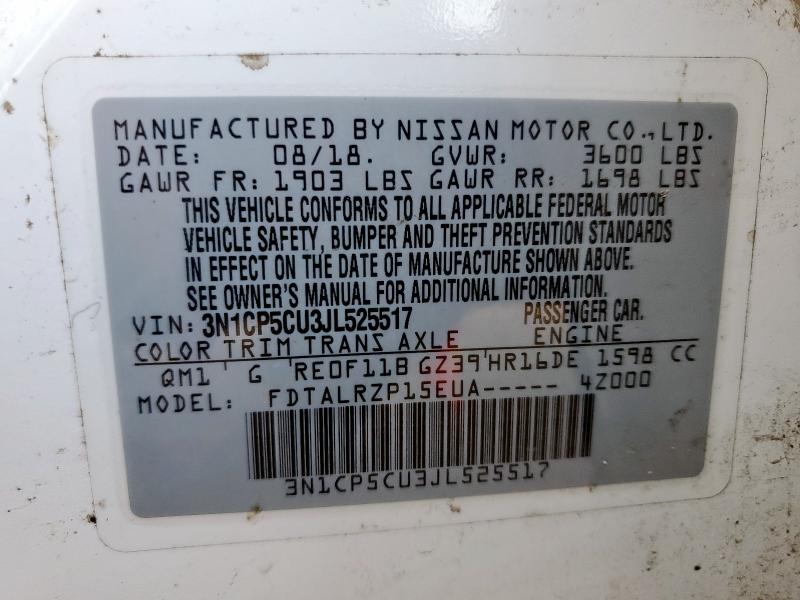 MANUFACTURED BY NISSAN MOTOR CO., LTD.
DATE: 08/18. GVWR: 3600 LBS
GAWR FR: 1903 LBS GAWR RR: 1698 LBS
THIS VEHICLE CONFORMS TO ALL APPLICABLE FEDERAL MOTOR
VEHICLE SAFETY, BUMPER AND THEFT PREVENTION STANDARDS
IN EFFECT ON THE DATE OF MANUFACTURE SHOWN ABOVE.
SEE OWNER'S MANUAL FOR ADDITIONAL INFORMATION.
VIN: 3N1CP5CU3JL525517 PASSENGER CAR.
COLOR TRIM TRANS AXLE ENGINE
QM1 G RE0F11B GZ39 HR16DE 1598 CC
MODEL: FDTALRZP15EUA----- 4Z000
3N1CP5CU3JL525517